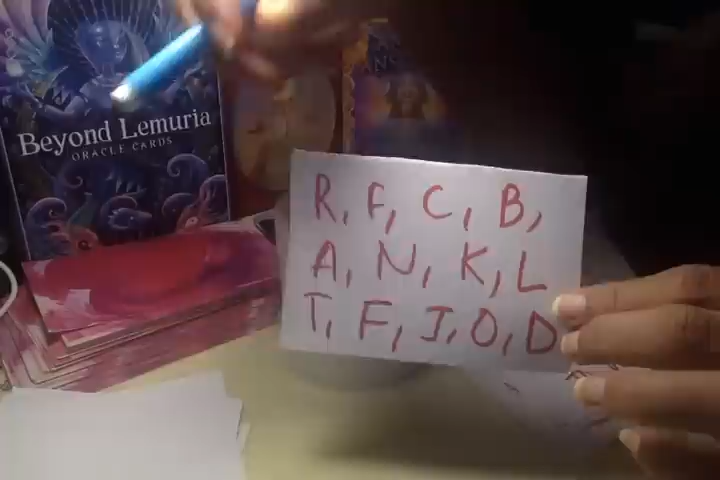 Beyond Lemuria
ORACLE CARDS
R, F, C, B,
A, N, K, L
T, F, J, O, D